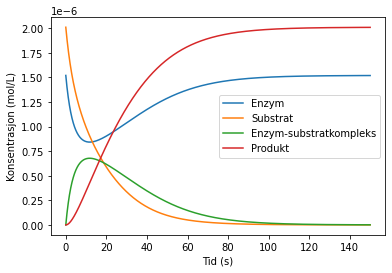 1e−6
2.00
1.75
1.50
1.25
1.00
0.75
0.50
0.25
0.00
Konsentrasjon (mol/L)
Enzym
Substrat
Enzym-substratkompleks
Produkt
0 20 40 60 80 100 120 140
Tid (s)